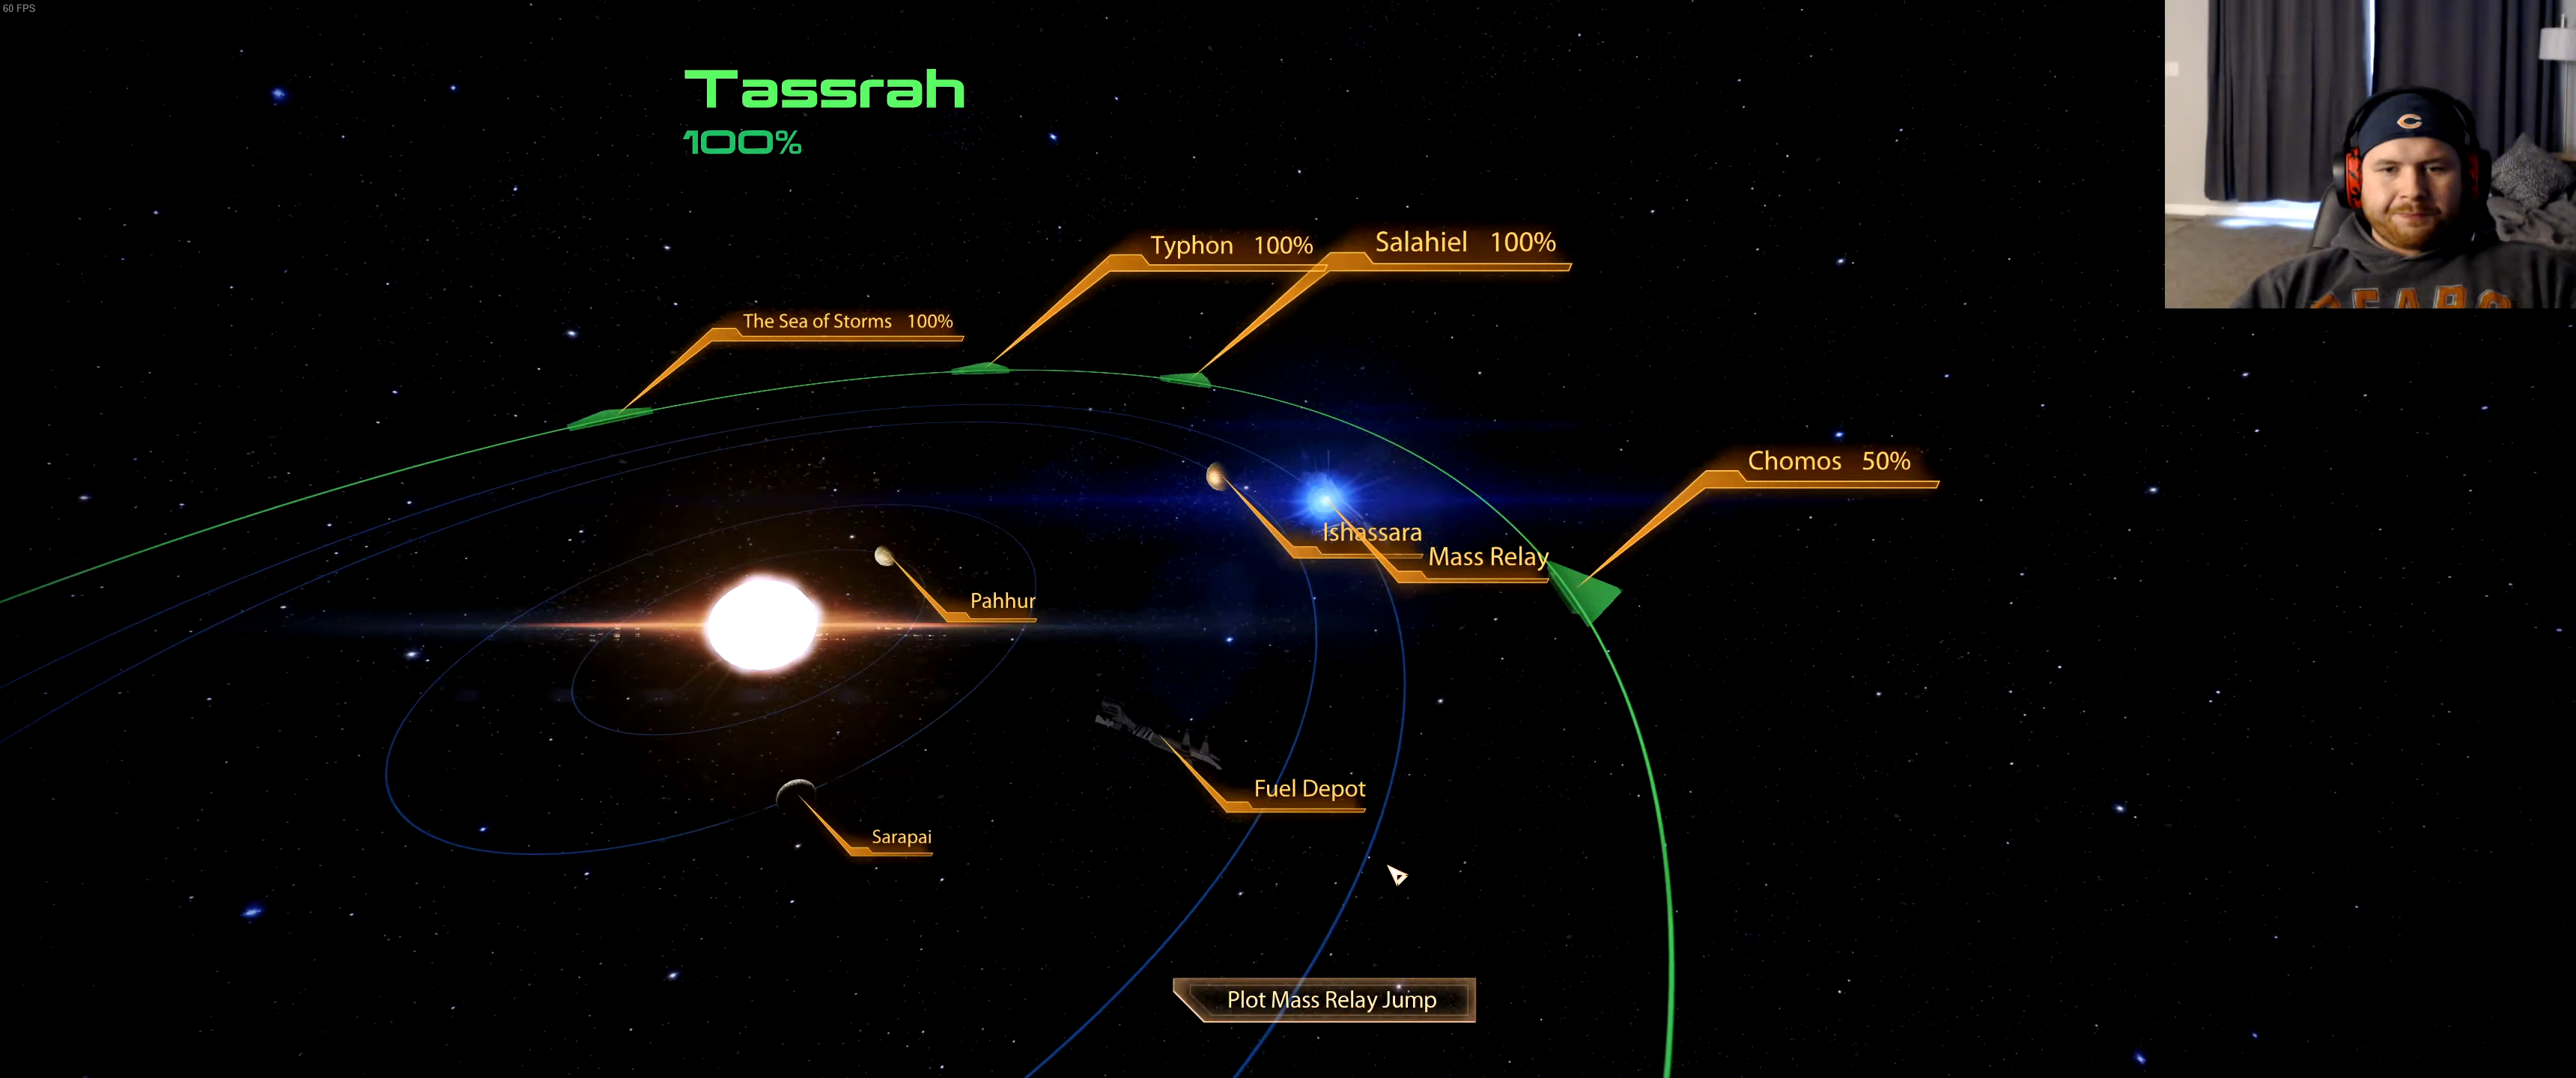 60 FPS
Tassrah
100%
Typhon 100%
Salahiel 100%
The Sea of Storms 100%
Chomos 50%
Ishassara
Mass Relay
Pahhur
Fuel Depot
Sarapai
Plot Mass Relay Jump
C